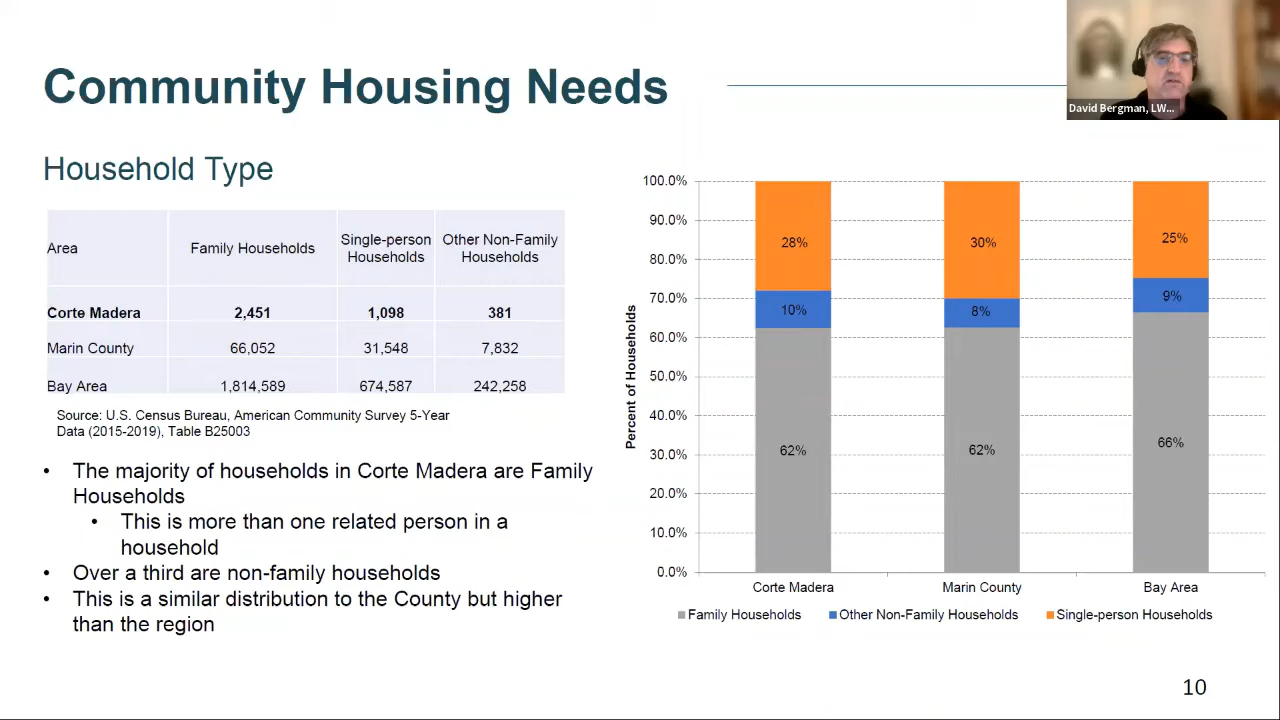 Community Housing Needs
David Bergman, LW...
Household Type
Area Family Households Single-person Households Other Non-Family Households
Corte Madera 2,451 1,098 381
Marin County 66,052 31,548 7,832
Bay Area 1,814,589 674,587 242,258
Source: U.S. Census Bureau, American Community Survey 5-Year
Data (2015-2019), Table B25003
• The majority of households in Corte Madera are Family
Households
• This is more than one related person in a
household
• Over a third are non-family households
• This is a similar distribution to the County but higher
than the region
Percent of Households
100.0%
90.0%
80.0%
70.0%
60.0%
50.0%
40.0%
30.0%
20.0%
10.0%
0.0%
28% 30% 25%
10% 8% 9%
62% 62% 66%
Corte Madera Marin County Bay Area
Family Households Other Non-Family Households Single-person Households
10